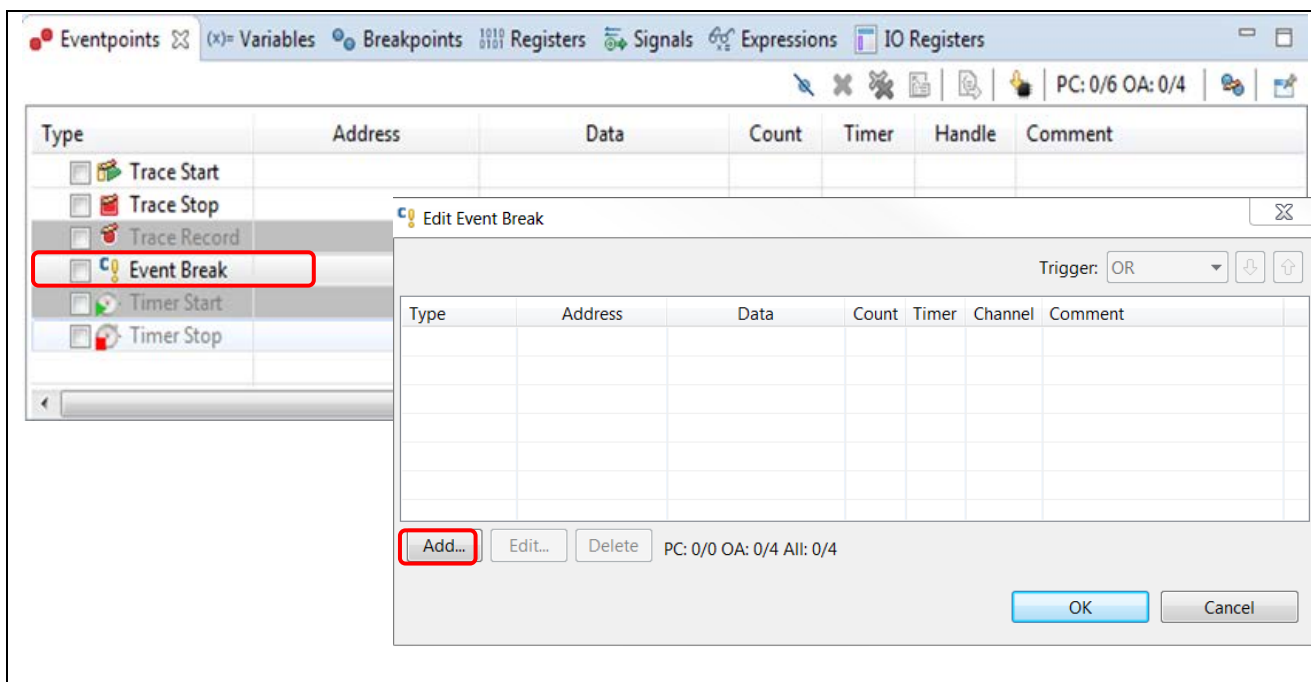 Eventpoints (x)= Variables Breakpoints 1010 0101 Registers Signals Expressions IO Registers
PC: 0/6 OA: 0/4
Type Address Data Count Timer Handle Comment
Trace Start
Trace Stop
Trace Record
Event Break
Timer Start
Timer Stop
Edit Event Break
Trigger: OR
Type Address Data Count Timer Channel Comment
Add... Edit... Delete PC: 0/0 OA: 0/4 All: 0/4
OK Cancel